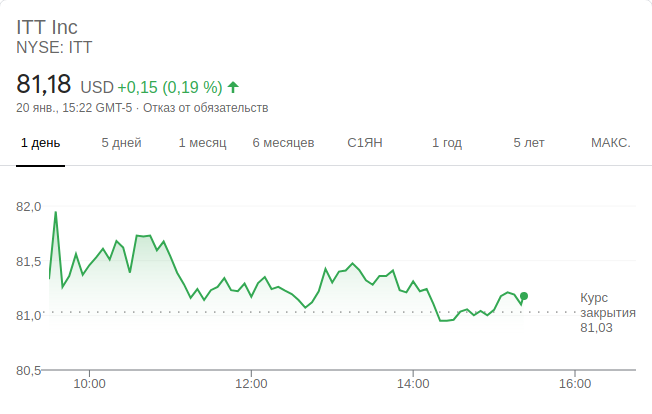 ITT Inc
NYSE: ITT
81,18 USD +0,15 (0,19 %)
20 янв., 15:22 GMT-5 · Отказ от обязательств
1 день 5 дней 1 месяц 6 месяцев С1ЯН 1 год 5 лет МАКС.
82,0
81,5
81,0
80,5
Курс
закрытия
81,03
10:00 12:00 14:00 16:00